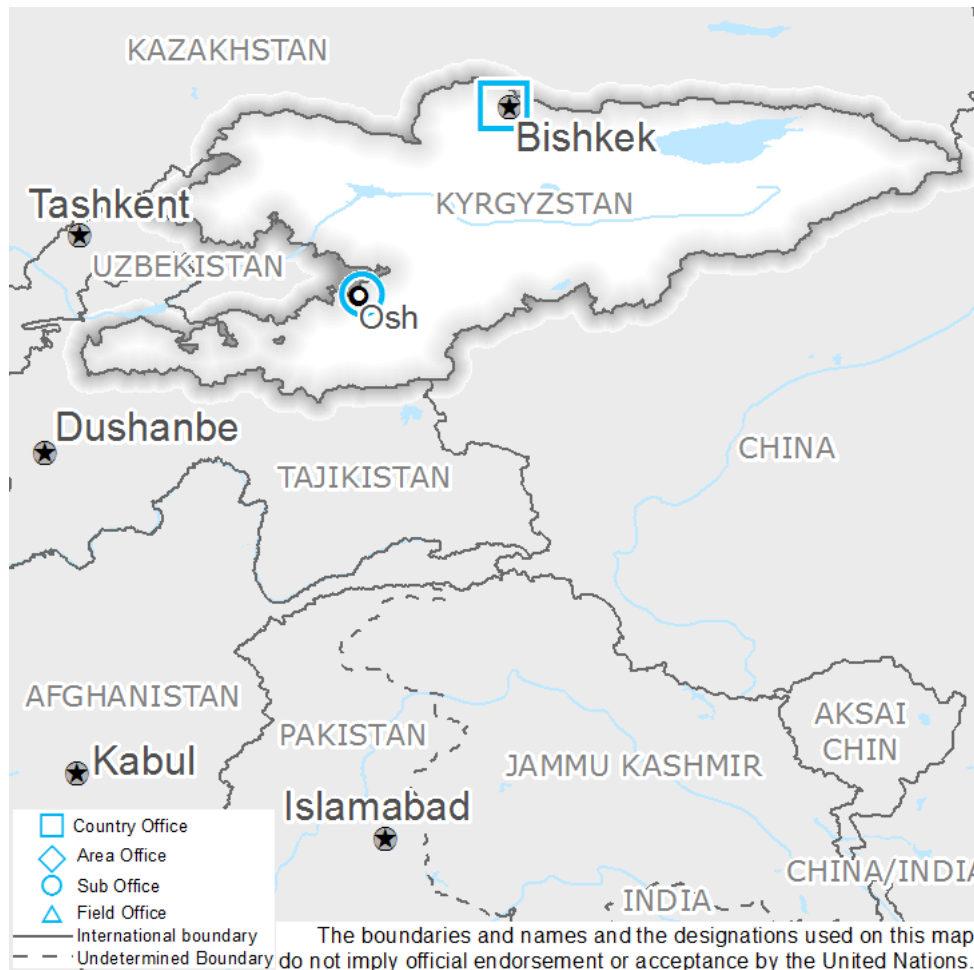 KAZAKHSTAN
Bishkek
Tashkent
KYRGYZSTAN
UZBEKISTAN
Osh
Dushanbe
CHINA
TAJIKISTAN
AFGHANISTAN
PAKISTAN
AKSAI
CHIN
JAMMU KASHMIR
Kabul
Islamabad
CHINA/INDIA
INDIA
Country Office
Area Office
Sub Office
Field Office
International boundary
Undetermined Boundary
The boundaries and names and the designations used on this map
do not imply official endorsement or acceptance by the United Nations.